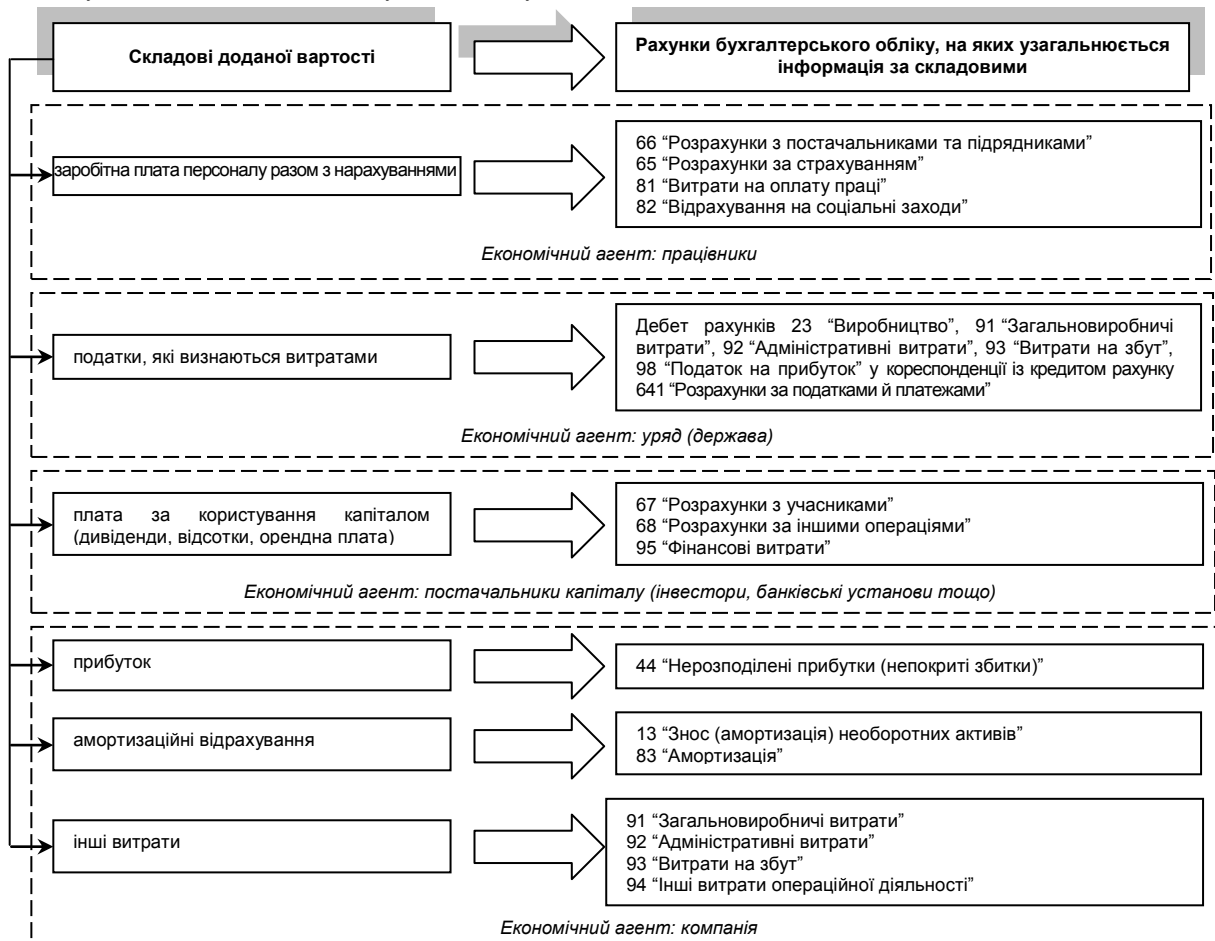 Складові доданої вартості
Рахунки бухгалтерського обліку, на яких узагальнюється
інформація за складовими
заробітна плата персоналу разом з нарахуваннями
66 “Розрахунки з постачальниками та підрядниками”
65 “Розрахунки за страхуванням”
81 “Витрати на оплату праці”
82 “Відрахування на соціальні заходи”
Економічний агент: працівники
податки, які визнаються витратами
Дебет рахунків 23 “Виробництво”, 91 “Загальновиробничі
витрати”, 92 “Адміністративні витрати”, 93 “Витрати на збут”,
98 “Податок на прибуток” у кореспонденції із кредитом рахунку
641 “Розрахунки за податками й платежами”
Економічний агент: уряд (держава)
плата за користування капіталом
(дивіденди, відсотки, орендна плата)
67 “Розрахунки з учасниками”
68 “Розрахунки за іншими операціями”
95 “Фінансові витрати”
Економічний агент: постачальники капіталу (інвестори, банківські установи тощо)
прибуток
44 “Нерозподілені прибутки (непокриті збитки)”
амортизаційні відрахування
13 “Знос (амортизація) необоротних активів”
83 “Амортизація”
інші витрати
91 “Загальновиробничі витрати”
92 “Адміністративні витрати”
93 “Витрати на збут”
94 “Інші витрати операційної діяльності”
Економічний агент: компанія